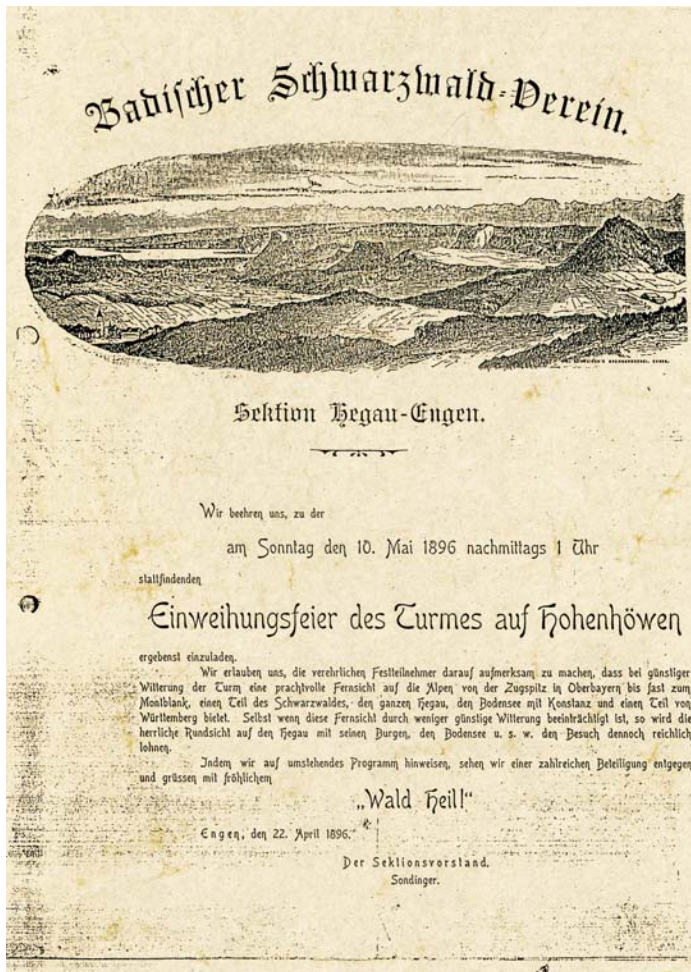 Badischer Schwarzwald-Verein.
Sektion Hegau-Engen.
Wir beehren uns, zu der
am Sonntag den 10. Mai 1896 nachmittags 1 Uhr
stattfindenden
Einweihungsfeier des Turmes auf Hohenhöwen
ergebenst einzuladen.
Wir erlauben uns, die verehrlichen Festteilnehmer darauf aufmerksam zu machen, dass bei günstiger
Witterung der Turm eine prachtvolle Fernsicht auf die Alpen von der Zugspitz in Oberbayern bis fast zum
Montblank, einen Teil des Schwarzwaldes, den ganzen Hegau, den Bodensee mit Konstanz und einen Teil von
Württemberg bietet. Selbst wenn diese Fernsicht durch weniger günstige Witterung beeinträchtigt ist, so wird die
herrliche Rundsicht auf den Hegau mit seinen Burgen, den Bodensee u. s. w. den Besuch dennoch reichlich
lohnen.
Indem wir auf umstehendes Programm hinweisen, sehen wir einer zahlreichen Beteiligung entgegen
und grüssen mit fröhlichem
„Wald Heil!“
Engen, den 22. April 1896.
Der Sektionsvorstand.
Sondinger.